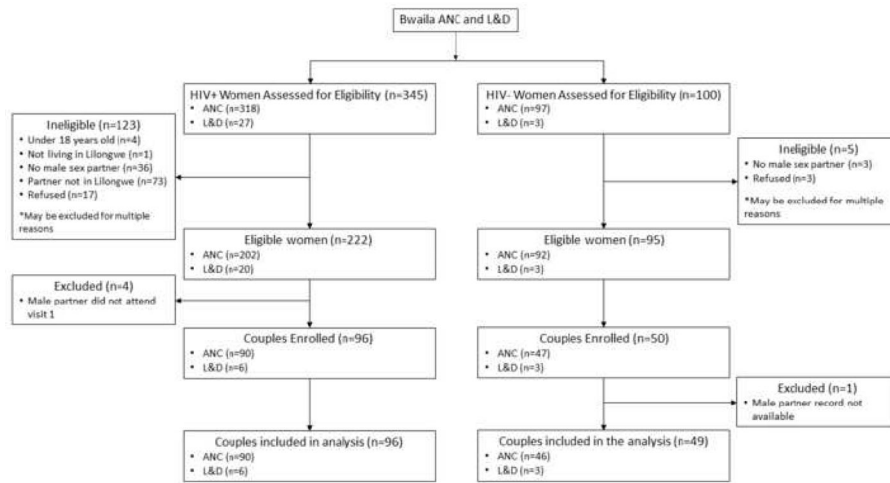 Bwaila ANC and L&D
HIV+ Women Assessed for Eligibility (n=345)
• ANC (n=318)
• L&D (n=27)
HIV- Women Assessed for Eligibility (n=100)
• ANC (n=97)
• L&D (n=3)
Ineligible (n=123)
• Under 18 years old (n=4)
• Not living in Lilongwe (n=1)
• No male sex partner (n=36)
• Partner not in Lilongwe (n=73)
• Refused (n=17)
*May be excluded for multiple
reasons
Ineligible (n=5)
• No male sex partner (n=3)
• Refused (n=3)
*May be excluded for multiple
reasons
Eligible women (n=222)
• ANC (n=202)
• L&D (n=20)
Eligible women (n=95)
• ANC (n=92)
• L&D (n=3)
Excluded (n=4)
• Male partner did not attend
visit 1
Couples Enrolled (n=96)
• ANC (n=90)
• L&D (n=6)
Couples Enrolled (n=50)
• ANC (n=47)
• L&D (n=3)
Excluded (n=1)
• Male partner record not
available
Couples included in analysis (n=96)
• ANC (n=90)
• L&D (n=6)
Couples included in the analysis (n=49)
• ANC (n=46)
• L&D (n=3)